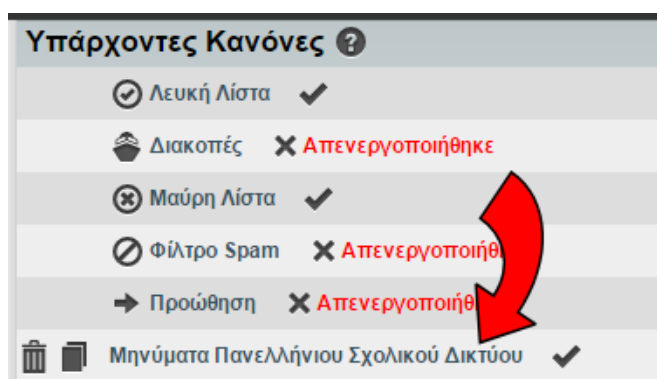 Υπάρχοντες Κανόνες ?
Λευκή Λίστα
Διακοπές Απενεργοποιήθηκε
Μαύρη Λίστα
Φίλτρο Spam
Προώθηση
Μηνύματα Πανελλήνιου Σχολικού Δικτύου